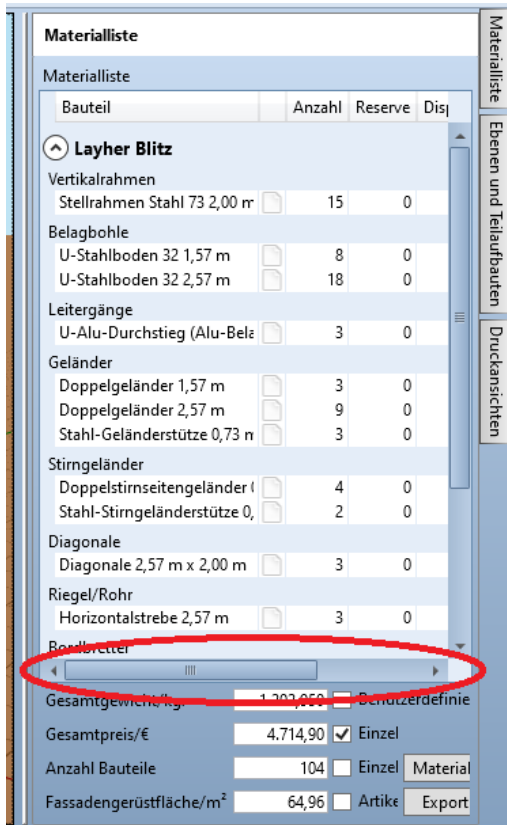 Materialliste
Materialliste
Bauteil Anzahl Reserve Disp
Layher Blitz
Vertikalrahmen
Stellrahmen Stahl 73 2,00 m 15 0
Belagbohle
U-Stahlboden 32 1,57 m 8 0
U-Stahlboden 32 2,57 m 18 0
Leitergänge
U-Alu-Durchstieg (Alu-Bela 3 0
Geländer
Doppelgeländer 1,57 m 3 0
Doppelgeländer 2,57 m 9 0
Stahl-Geländerstütze 0,73 m 3 0
Stirngeländer
Doppelstirnseitengeländer ( 4 0
Stahl-Stirngeländerstütze 0, 2 0
Diagonale
Diagonale 2,57 m x 2,00 m 3 0
Riegel/Rohr
Horizontalstrebe 2,57 m 3 0
Bordbretter
Gesamtgewicht/kg Benutzerdefinie
Gesamtpreis/€ 4.714,90 Einzel
Anzahl Bauteile 104 Einzel Material
Fassadengerüstfläche/m² 64,96 Artike Export
Materialliste
Ebenen und Teilaufbauten
Druckansichten